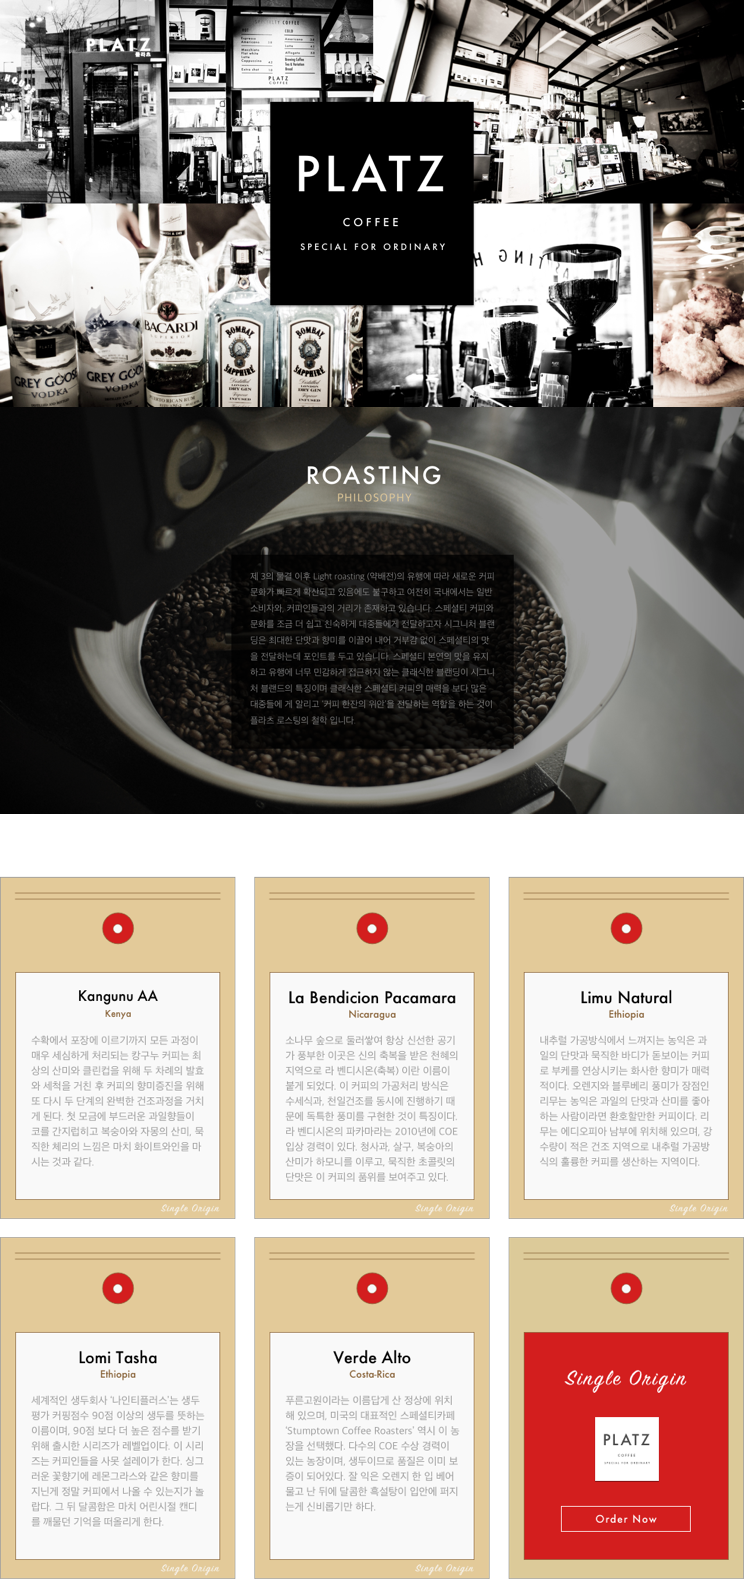 PLATZ
플라츠
SPECIALTY COFFEE
PLATZ
COFFEE
PLATZ
COFFEE
SPECIAL FOR ORDINARY
GREY GOOSE
VODKA
GREY GOOSE
VODKA
BACARDI
SUPERIOR
BOMBAY
SAPPHIRE
Distilled
LONDON
DRY GIN
INFUSED
BOMBAY
SAPPHIRE
Distilled
LONDON
DRY GIN
INFUSED
ROASTING
PHILOSOPHY
제 3의 물결 이후 Light roasting (약배전)의 유행에 따라 새로운 커피
문화가 빠르게 확산되고 있음에도 불구하고 여전히 국내에서는 일반
소비자와, 커피인들과의 거리가 존재하고 있습니다. 스페셜티 커피와
문화를 조금 더 쉽고 친숙하게 대중들에게 전달하고자 시그니처 블렌
딩은 최대한 단맛과 향미를 이끌어 내어 거부감 없이 스페셜티의 맛
을 전달하는데 포인트를 두고 있습니다. 스페셜티 본연의 맛을 유지
하고 유행에 너무 민감하게 접근하지 않는 클래식한 블렌딩이 시그니
처 블랜드의 특징이며 클래식한 스페셜티 커피의 매력을 보다 많은
대중들에 게 알리고 '커피 한잔의 위안'을 전달하는 역할을 하는 것이
플라츠 로스팅의 철학 입니다
Kangunu AA
Kenya
수확에서 포장에 이르기까지 모든 과정이
매우 세심하게 처리되는 캉구누 커피는 최
상의 산미와 클린컵을 위해 두 차례의 발효
와 세척을 거친 후 커피의 향미증진을 위해
또 다시 두 단계의 완벽한 건조과정을 거치
게 된다. 첫 모금에 부드러운 과일향들이
코를 간지럽히고 복숭아와 자몽의 산미, 묵
직한 체리의 느낌은 마치 화이트와인을 마
시는 것과 같다.
Single Origin
La Bendicion Pacamara
Nicaragua
소나무 숲으로 둘러쌓여 항상 신선한 공기
가 풍부한 이곳은 신의 축복을 받은 천혜의
지역으로 라 벤디시온(축복) 이란 이름이
붙게 되었다. 이 커피의 가공처리 방식은
수세식과, 천일건조를 동시에 진행하기 때
문에 독특한 풍미를 구현한 것이 특징이다.
라 벤디시온의 파카마라는 2010년에 COE
입상 경력이 있다. 청사과, 살구, 복숭아의
산미가 하모니를 이루고, 묵직한 초콜릿의
단맛은 이 커피의 품위를 보여주고 있다.
Single Origin
Limu Natural
Ethiopia
내추럴 가공방식에서 느껴지는 농익은 과
일의 단맛과 묵직한 바디가 돋보이는 커피
로 부케를 연상시키는 화사한 향미가 매력
적이다. 오렌지와 블루베리 풍미가 장점인
리무는 농익은 과일의 단맛과 산미를 좋아
하는 사람이라면 환호할만한 커피이다. 리
무는 에디오피아 남부에 위치해 있으며, 강
수량이 적은 건조 지역으로 내추럴 가공방
식의 훌륭한 커피를 생산하는 지역이다.
Single Origin
Lomi Tasha
Ethiopia
세계적인 생두회사 '나인티플러스'는 생두
평가 커핑점수 90점 이상의 생두를 뜻하는
이름이며, 90점 보다 더 높은 점수를 받기
위해 출시한 시리즈가 레벨업이다. 이 시리
즈는 커피인들을 사뭇 설레이가 한다. 싱그
러운 꽃향기에 레몬그라스와 같은 향미를
지닌게 정말 커피에서 나올 수 있는지가 놀
랍다. 그 뒤 달콤함은 마치 어린시절 캔디
를 깨물던 기억을 떠올리게 한다.
Single Origin
Verde Alto
Costa-Rica
푸른고원이라는 이름답게 산 정상에 위치
해 있으며, 미국의 대표적인 스페셜티카페
'Stumptown Coffee Roasters' 역시 이 농
장을 선택했다. 다수의 COE 수상 경력이
있는 농장이며, 생두이므로 품질은 이미 보
증이 되어있다. 잘 익은 오렌지 한 입 베어
물고 난 뒤에 달콤한 흑설탕이 입안에 퍼지
는게 신비롭기만 하다.
Single Origin
Single Origin
PLATZ
COFFEE
SPECIAL FOR ORDINARY
Order Now